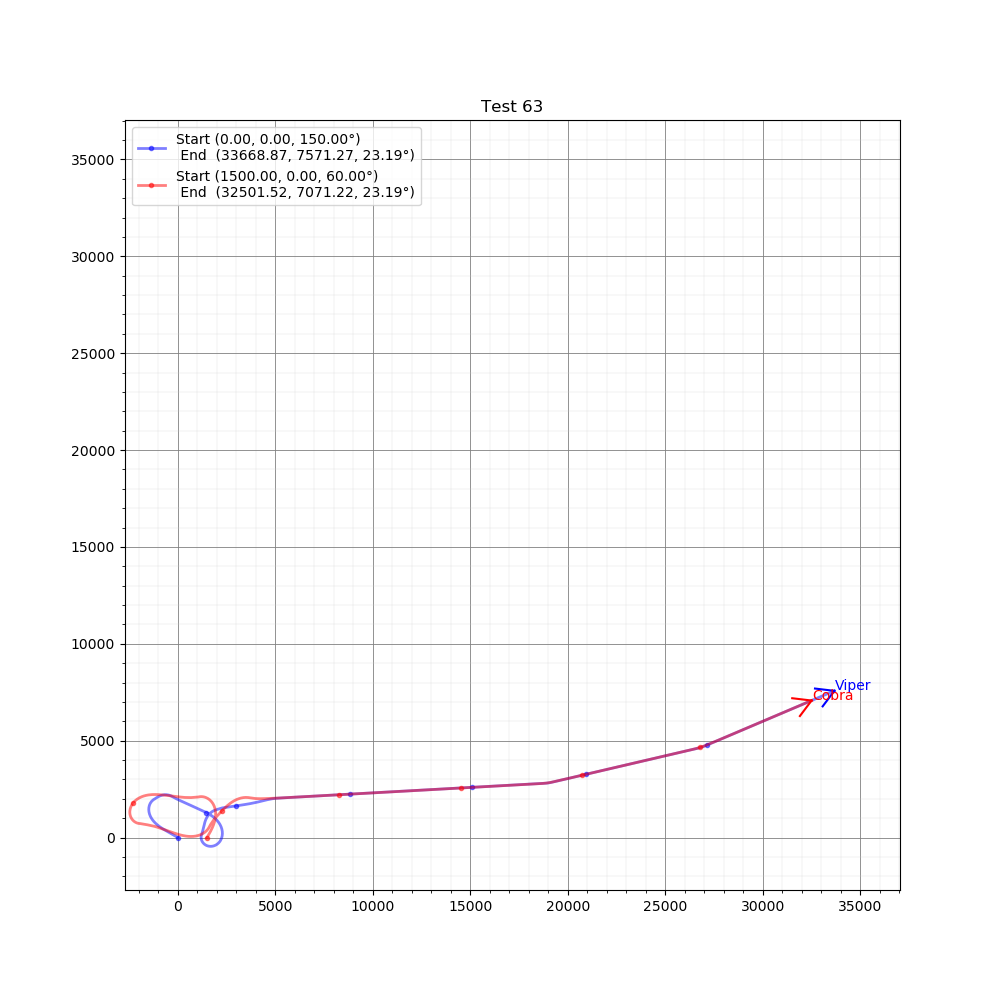 Test 63
Start (0.00, 0.00, 150.00°)
End  (33668.87, 7571.27, 23.19°)
Start (1500.00, 0.00, 60.00°)
End  (32501.52, 7071.22, 23.19°)
35000
30000
25000
20000
15000
10000
5000
0
Viper
Cobra
0
5000
10000
15000
20000
25000
30000
35000